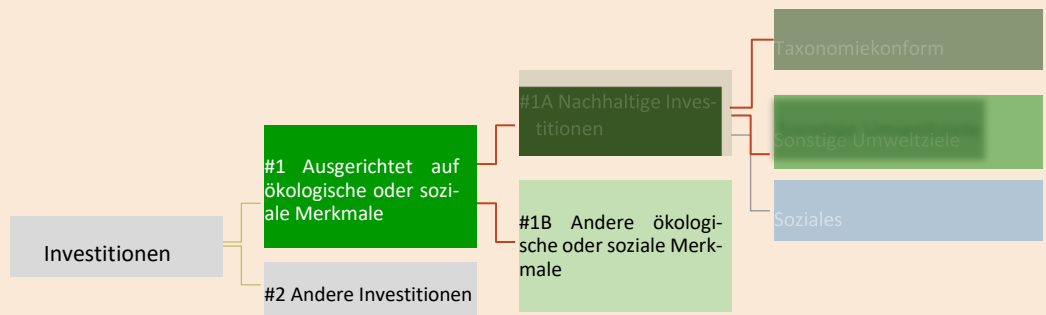 Taxonomiekonform
#1A Nachhaltige Inves-
titionen
Sonstige Umweltziele
#1 Ausgerichtet auf
ökologische oder sozi-
ale Merkmale
Soziales
#1B Andere ökologi-
sche oder soziale Merk-
male
Investitionen
#2 Andere Investitionen